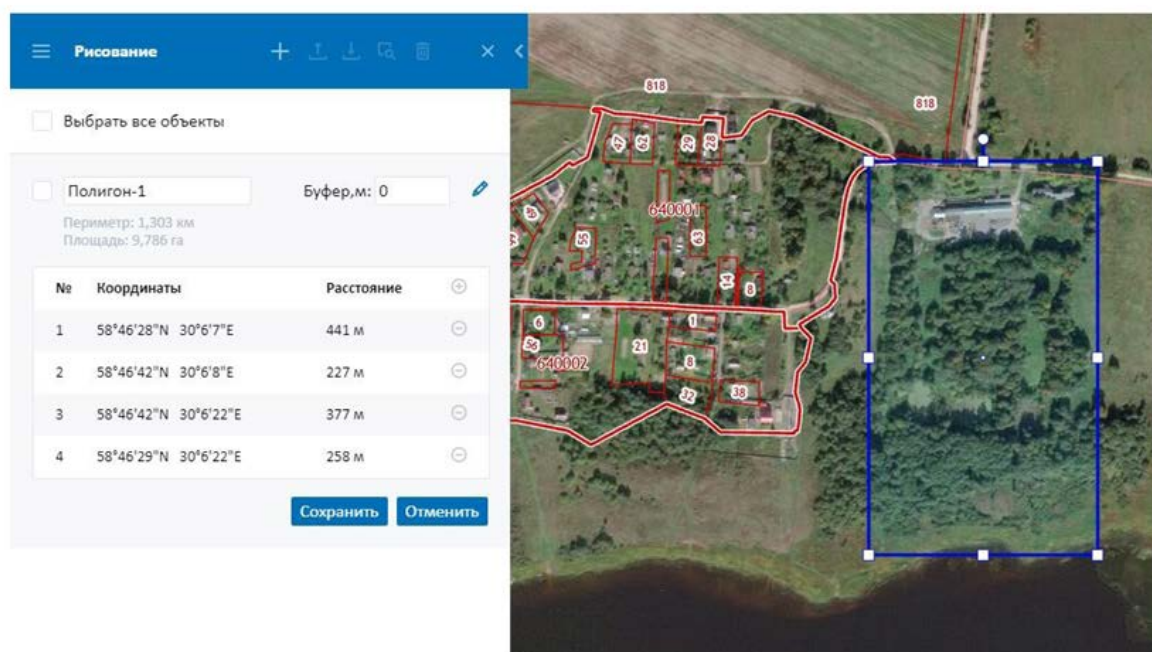 Рисование
Выбрать все объекты
Полигон-1 Буфер,м: 0
Периметр: 1,303 км
Площадь: 9,786 га
№ Координаты Расстояние
1 58°46'28"N 30°6'7"E 441 м
2 58°46'42"N 30°6'8"E 227 м
3 58°46'42"N 30°6'22"E 377 м
4 58°46'29"N 30°6'22"E 258 м
Сохранить Отменить
818
818
47
62
29
28
640001
55
63
14
8
6
56
640002
21
1
8
32
38